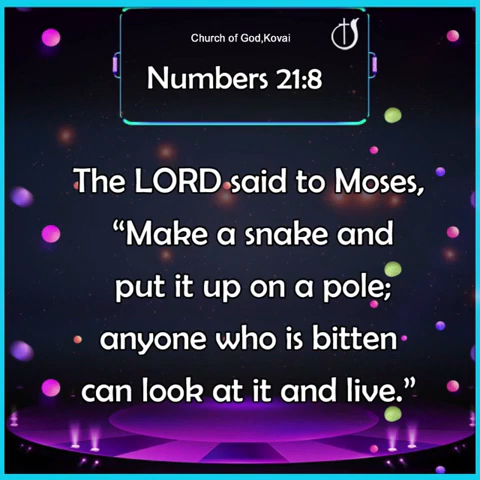 Church of God,Kovai
Numbers 21:8
The LORD said to Moses,
“Make a snake and
put it up on a pole;
anyone who is bitten
can look at it and live.”